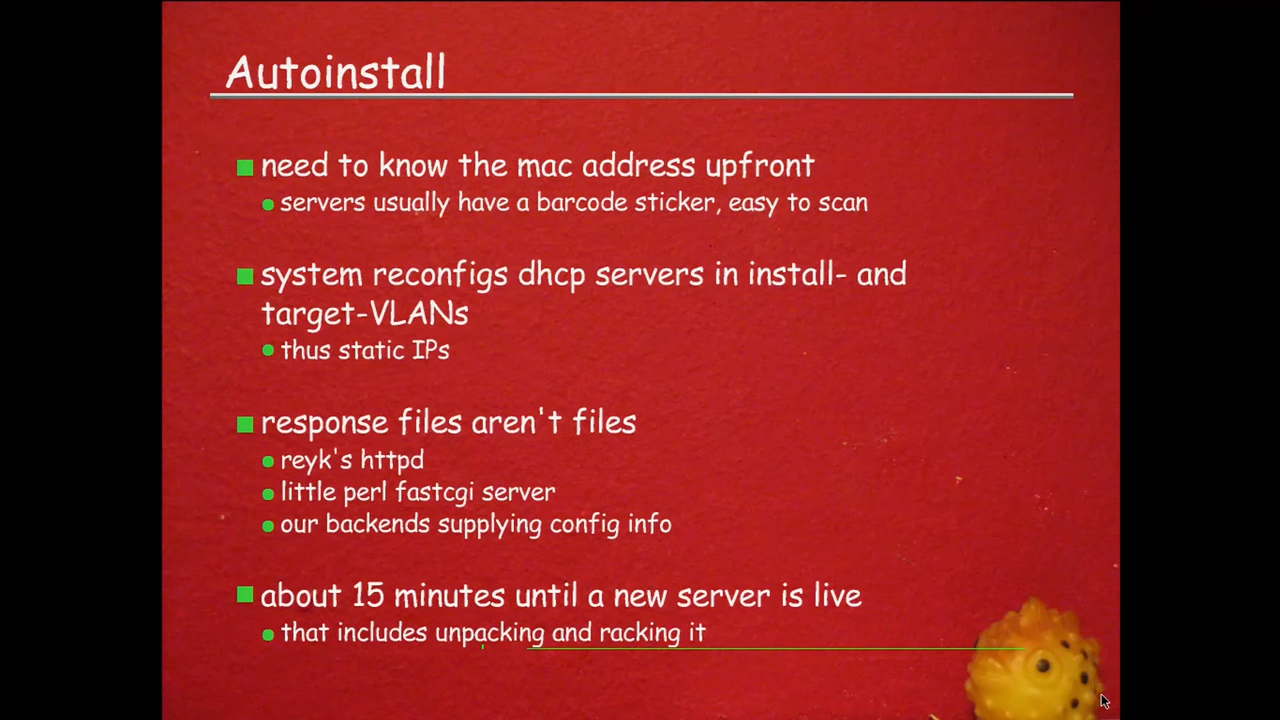 Autoinstall
need to know the mac address upfront
servers usually have a barcode sticker, easy to scan
system reconfigs dhcp servers in install- and
target-VLANs
thus static IPs
response files aren't files
reyk's httpd
little perl fastcgi server
our backends supplying config info
about 15 minutes until a new server is live
that includes unpacking and racking it